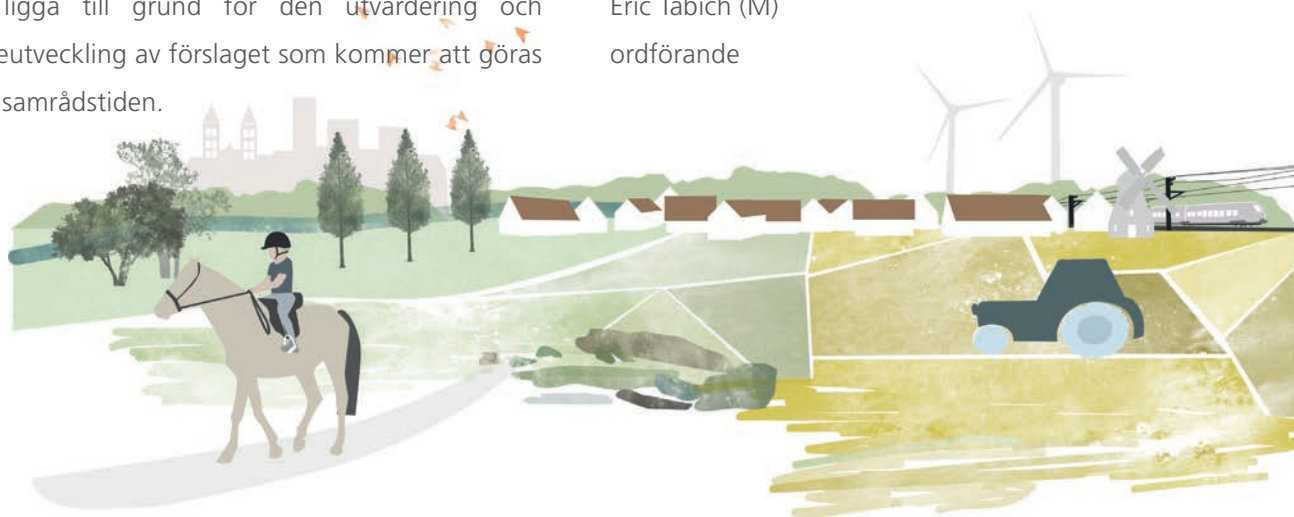 ligga till grund för den utvärdering och
eutveckling av förslaget som kommer att göras
samrådstiden.
Eric Tabich (M)
ordförande